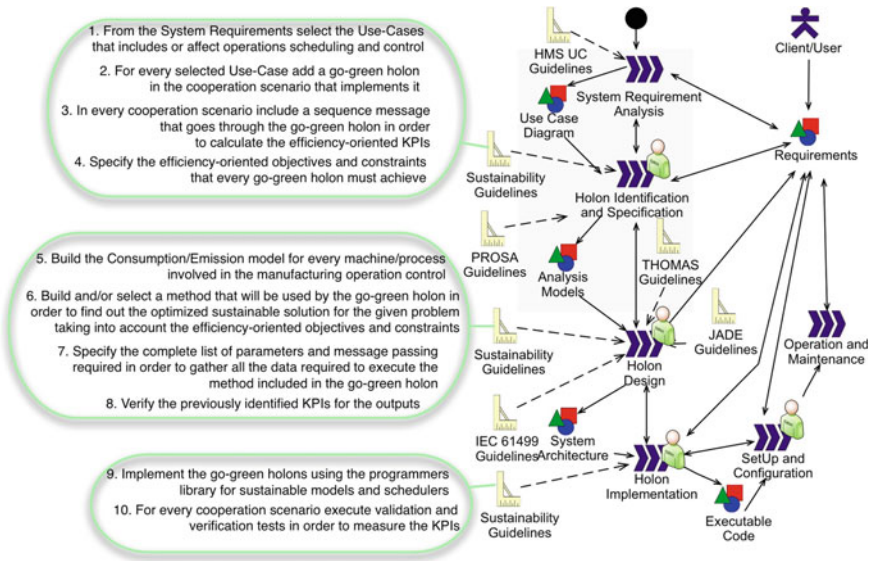 1. From the System Requirements select the Use-Cases
that includes or affect operations scheduling and control
2. For every selected Use-Case add a go-green holon
in the cooperation scenario that implements it
3. In every cooperation scenario include a sequence message
that goes through the go-green holon in order
to calculate the efficiency-oriented KPIs
4. Specify the efficiency-oriented objectives and constraints
that every go-green holon must achieve
5. Build the Consumption/Emission model for every machine/process
involved in the manufacturing operation control
6. Build and/or select a method that will be used by the go-green holon in
order to find out the optimized sustainable solution for the given problem
taking into account the efficiency-oriented objectives and constraints
7. Specify the complete list of parameters and message passing
required in order to gather all the data required to execute the
method included in the go-green holon
8. Verify the previously identified KPIs for the outputs
9. Implement the go-green holons using the programmers
library for sustainable models and schedulers
10. For every cooperation scenario execute validation and
verification tests in order to measure the KPIs
HMS UC
Guidelines
System Requirement
Analysis
Client/User
Use Case
Diagram
Requirements
Sustainability
Guidelines
Holon Identification
and Specification
PROSA
Guidelines
Analysis
Models
THOMAS
Guidelines
JADE
Guidelines
Operation and
Maintenance
Sustainability
Guidelines
Holon
Design
IEC 61499
Guidelines
System
Architecture
Holon
Implementation
SetUp and
Configuration
Sustainability
Guidelines
Executable
Code